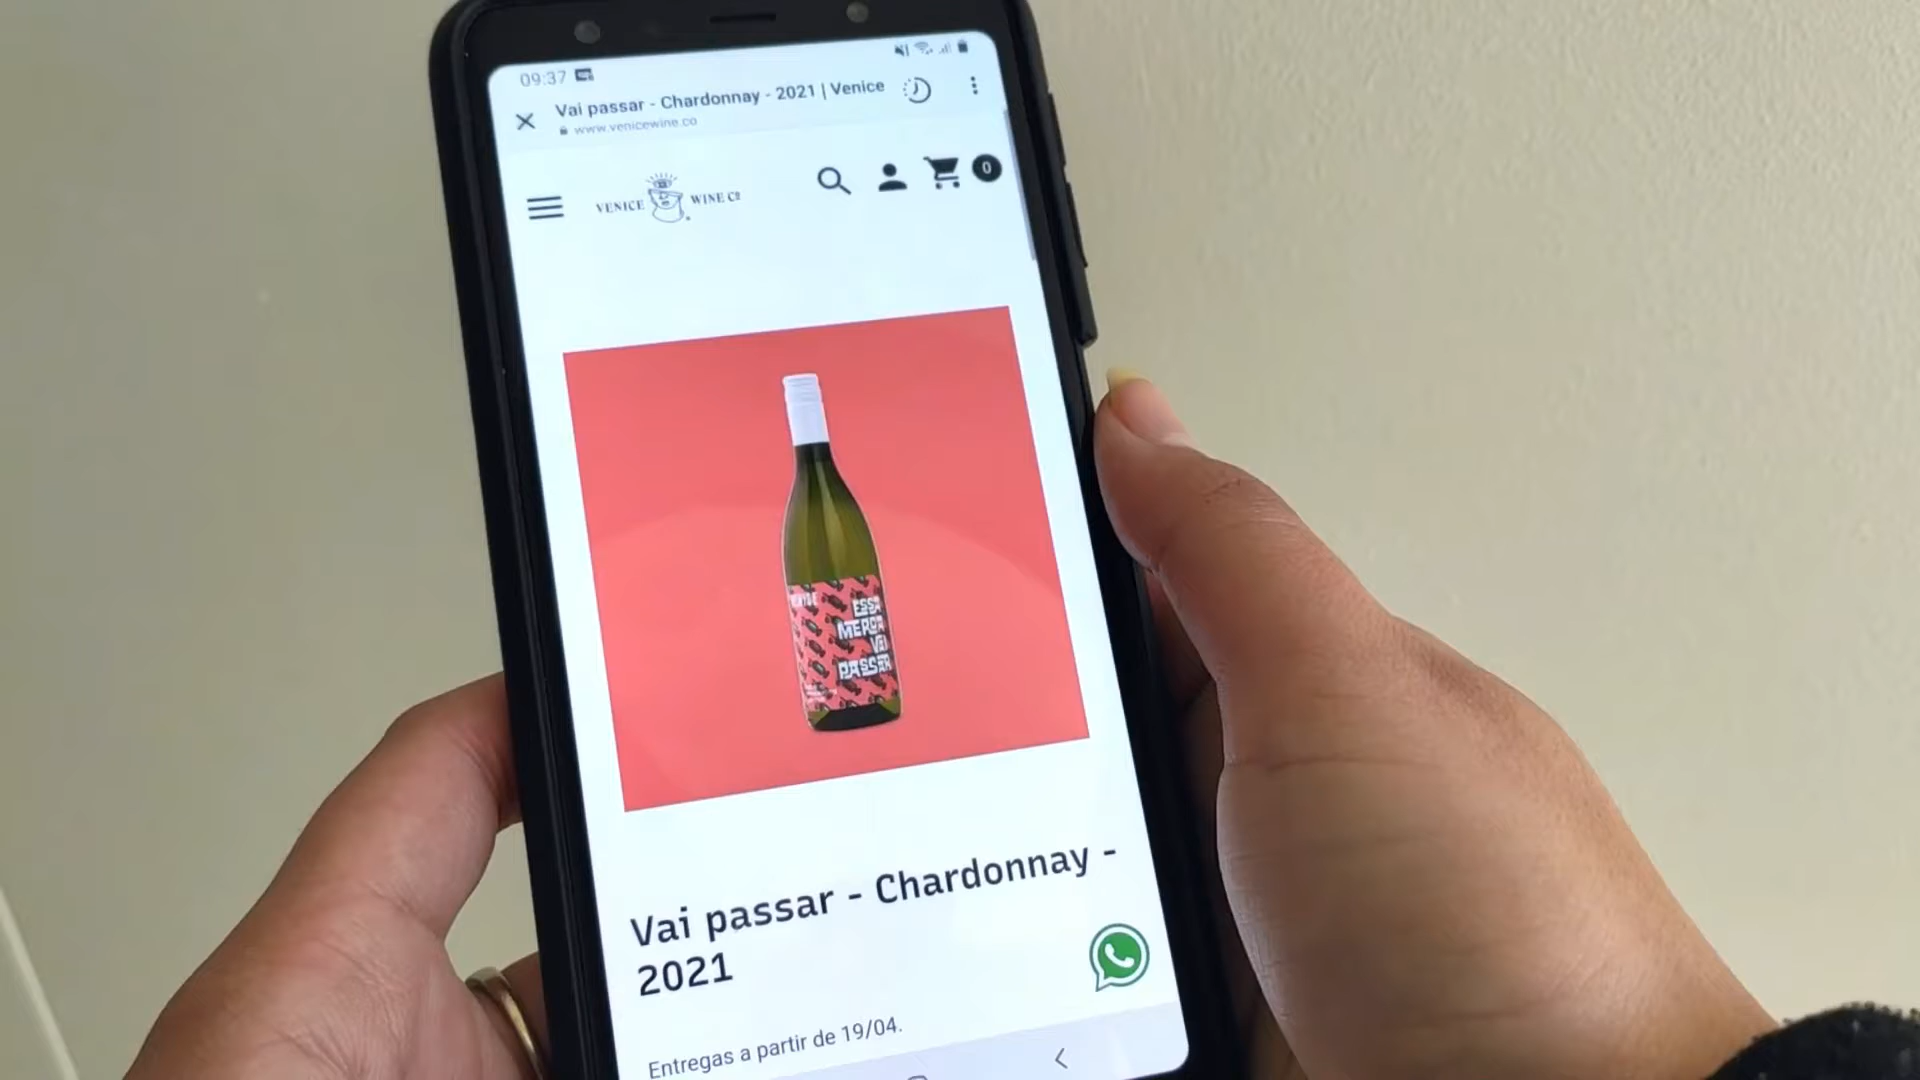 09:37
Vai passar - Chardonnay - 2021 | Venice
www.venicewine.co
VENICE WINE Cº
0
ESSA
MERDA
VAI
PASSAR
Vai passar - Chardonnay -
2021
Entregas a partir de 19/04.